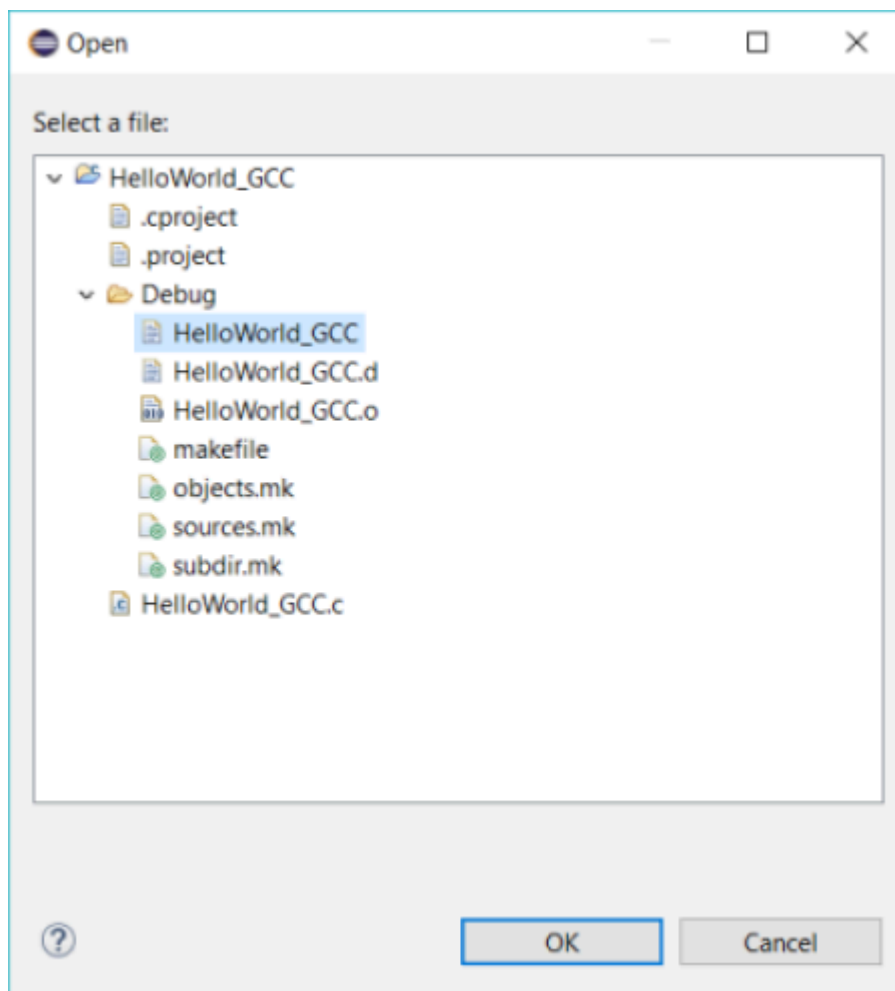 Open
Select a file:
HelloWorld_GCC
.cproject
.project
Debug
HelloWorld_GCC
HelloWorld_GCC.d
HelloWorld_GCC.o
makefile
objects.mk
sources.mk
subdir.mk
HelloWorld_GCC.c
OK Cancel